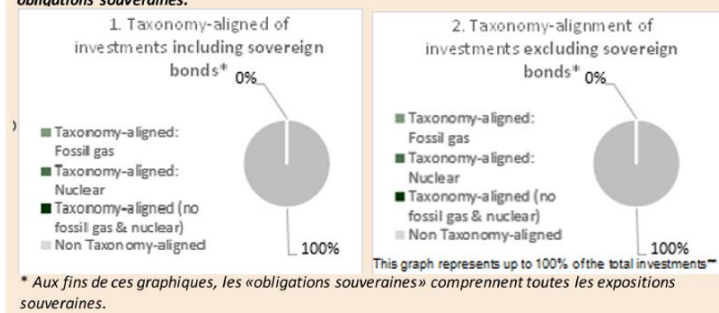 obligations souveraines.
1. Taxonomy-aligned of
investments including sovereign
bonds*
0%
Taxonomy-aligned:
Fossil gas
Taxonomy-aligned:
Nuclear
Taxonomy-aligned (no
fossil gas & nuclear)
Non Taxonomy-aligned
100%
2. Taxonomy-alignment of
investments excluding sovereign
bonds*
0%
Taxonomy-aligned:
Fossil gas
Taxonomy-aligned:
Nuclear
Taxonomy-aligned (no
fossil gas & nuclear)
Non Taxonomy-aligned
100%
This graph represents up to 100% of the total investments**
* Aux fins de ces graphiques, les «obligations souveraines» comprennent toutes les expositions
souveraines.